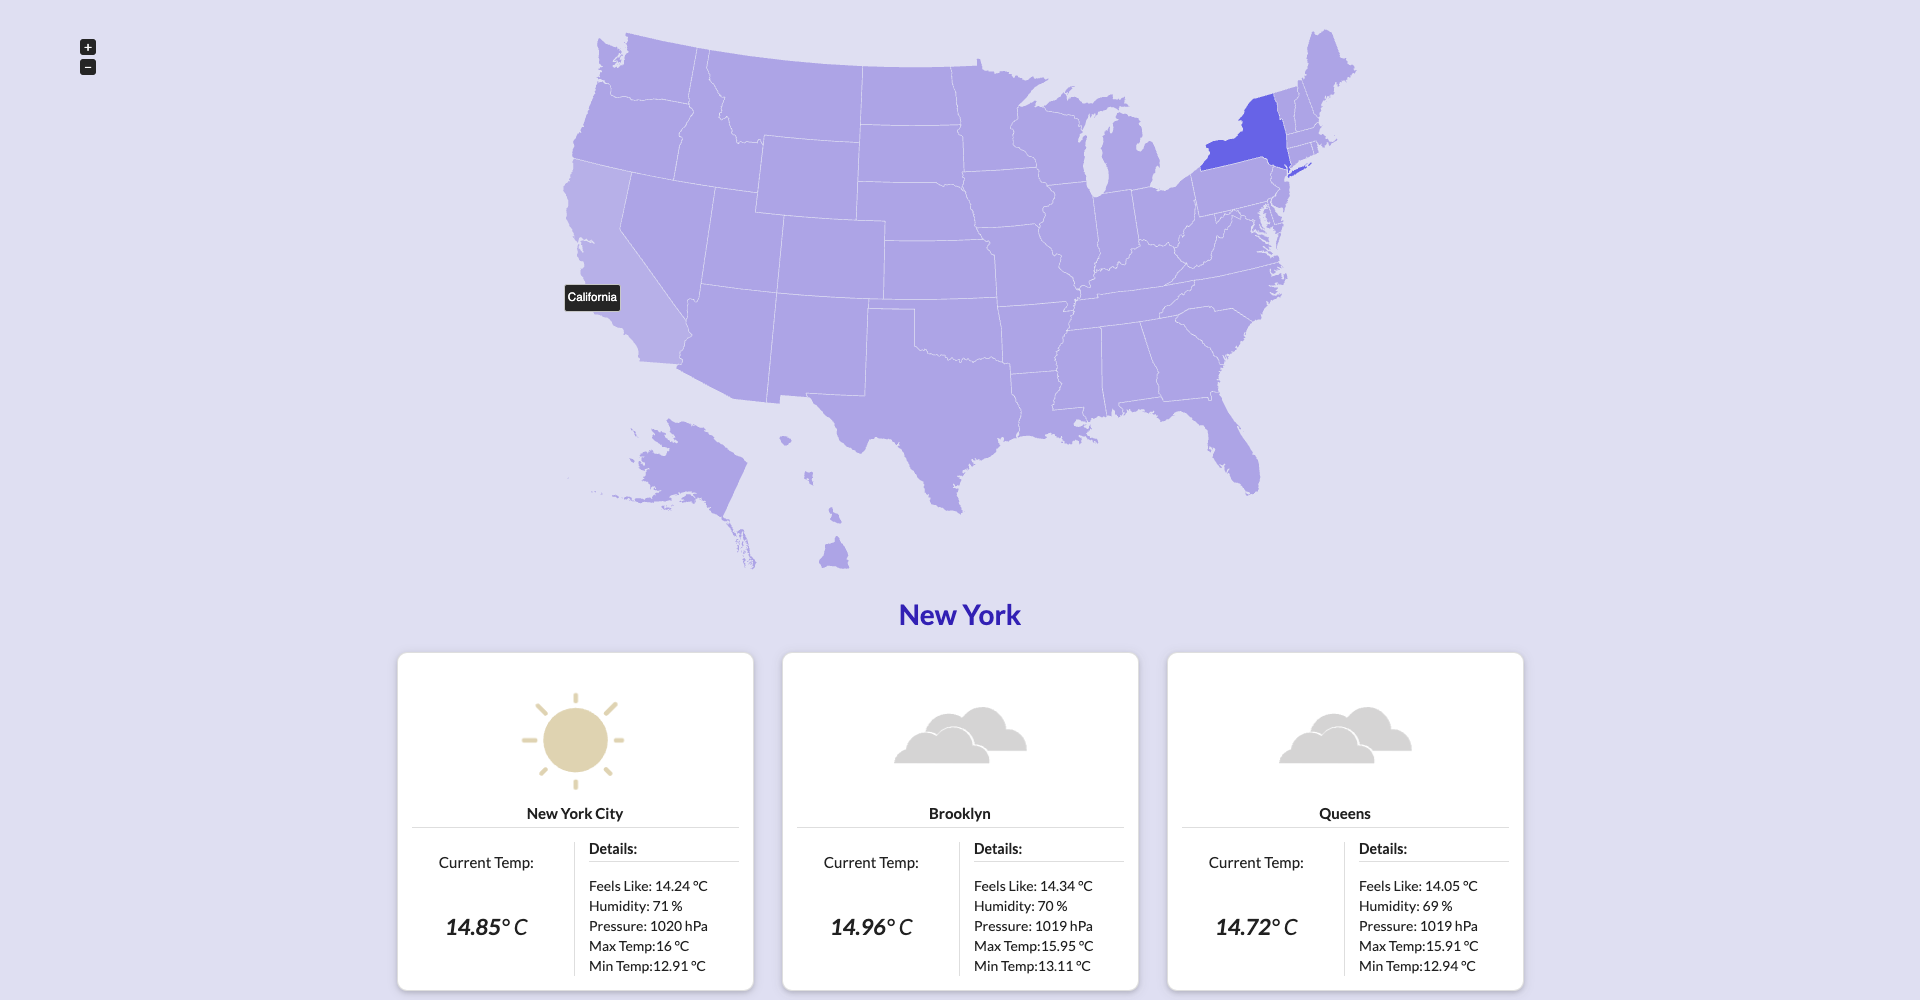 +
−
California
New York
New York City
Current Temp:
14.85° C
Details:
Feels Like: 14.24 °C
Humidity: 71 %
Pressure: 1020 hPa
Max Temp:16 °C
Min Temp:12.91 °C
Brooklyn
Current Temp:
14.96° C
Details:
Feels Like: 14.34 °C
Humidity: 70 %
Pressure: 1019 hPa
Max Temp:15.95 °C
Min Temp:13.11 °C
Queens
Current Temp:
14.72° C
Details:
Feels Like: 14.05 °C
Humidity: 69 %
Pressure: 1019 hPa
Max Temp:15.91 °C
Min Temp:12.94 °C